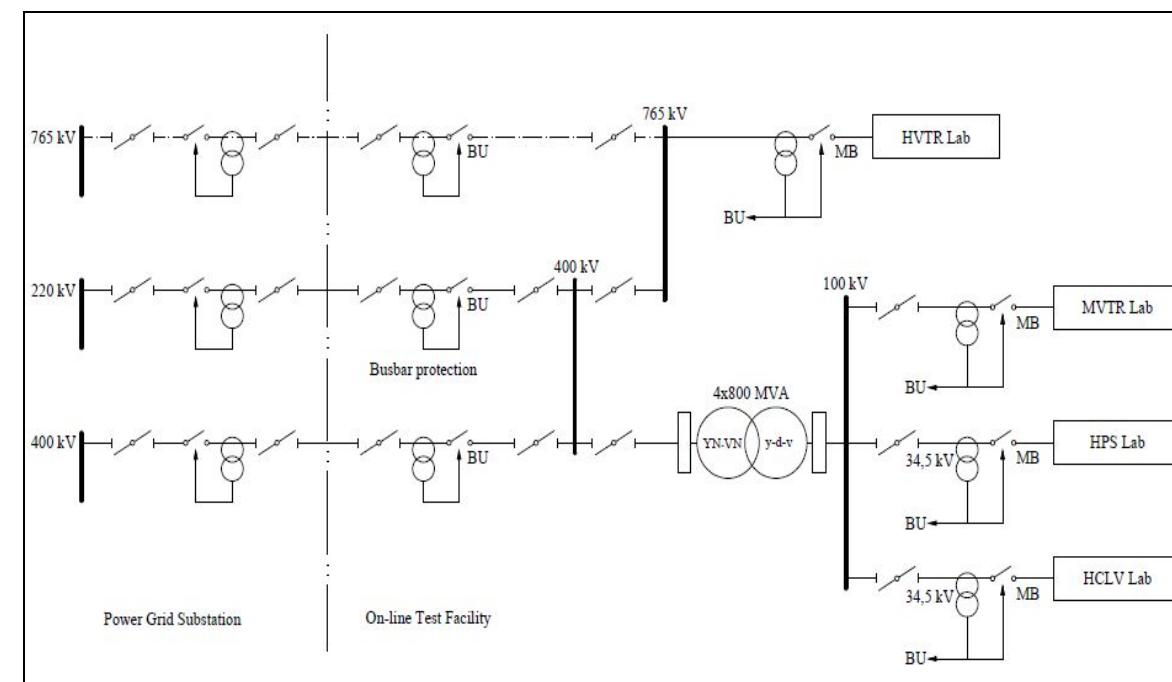 765 kV
BU
765 kV
MB
HVTR Lab
BU
220 kV
BU
400 kV
100 kV
MB
MVTR Lab
BU
Busbar protection
4x800 MVA
400 kV
BU
YN-VN
y-d-v
34,5 kV
MB
HPS Lab
BU
34,5 kV
MB
HCLV Lab
BU
Power Grid Substation
On-line Test Facility